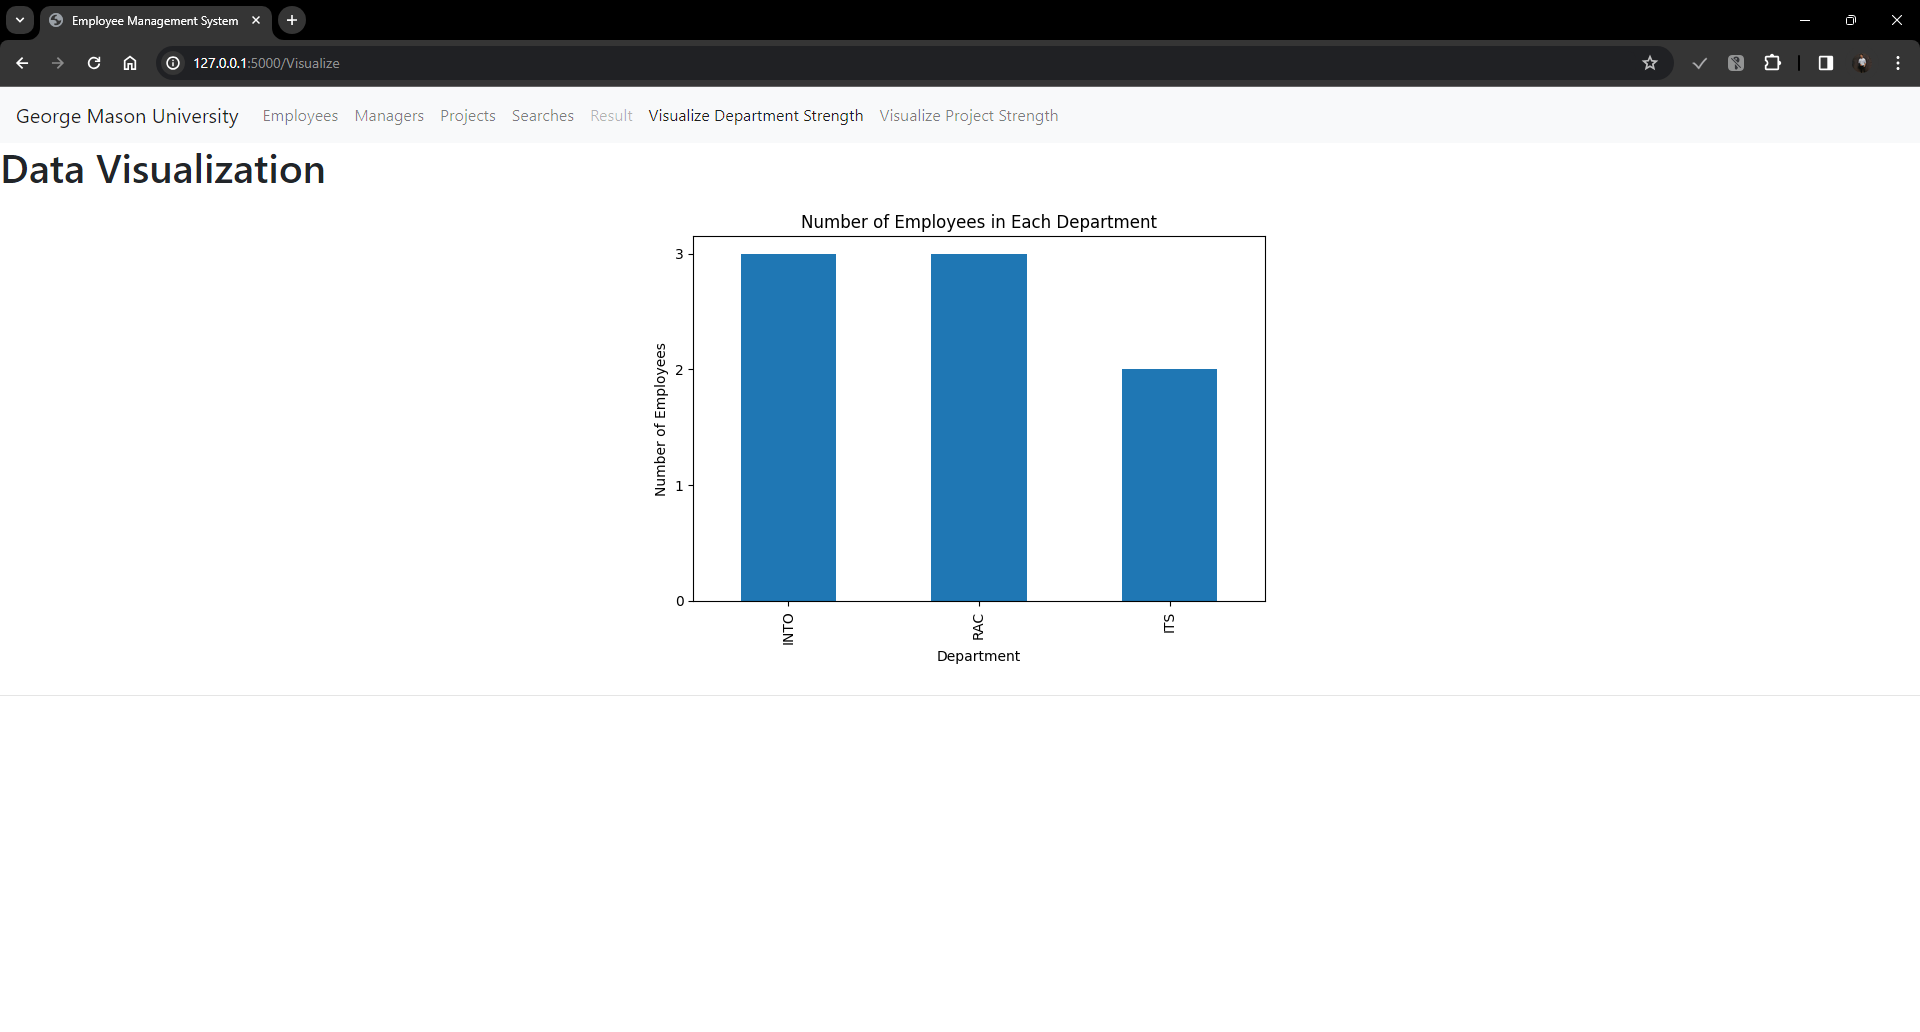 Employee Management System
127.0.0.1:5000/Visualize
George Mason University Employees Managers Projects Searches Result Visualize Department Strength Visualize Project Strength
Data Visualization
Number of Employees in Each Department
3
2
1
0
Number of Employees
INTO RAC ITS
Department